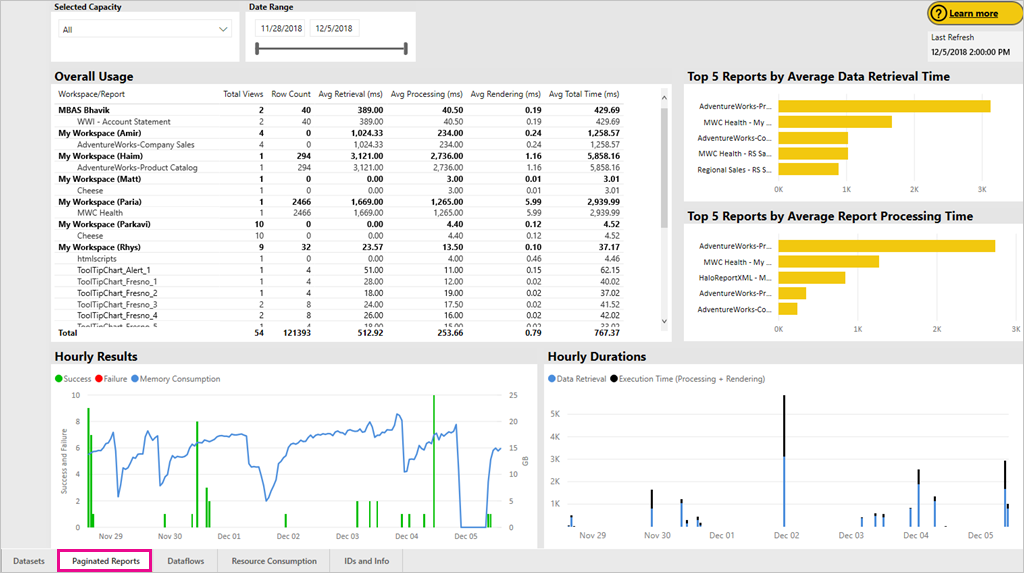 Selected Capacity
All
Date Range
11/28/2018 12/5/2018
? Learn more
Last Refresh
12/5/2018 2:00:00 PM
Overall Usage
Workspace/Report Total Views Row Count Avg Retrieval (ms) Avg Processing (ms) Avg Rendering (ms) Avg Total Time (ms)
MBAS Bhavik 2 40 389.00 40.50 0.19 429.69
WWI - Account Statement 2 40 389.00 40.50 0.19 429.69
My Workspace (Amir) 4 0 1,024.33 234.00 0.24 1,258.57
AdventureWorks-Company Sales 4 0 1,024.33 234.00 0.24 1,258.57
My Workspace (Haim) 1 294 3,121.00 2,736.00 1.16 5,858.16
AdventureWorks-Product Catalog 1 294 3,121.00 2,736.00 1.16 5,858.16
My Workspace (Matt) 1 0 0.00 3.00 0.01 3.01
Cheese 1 0 0.00 3.00 0.01 3.01
My Workspace (Paria) 1 2466 1,669.00 1,265.00 5.99 2,939.99
MWC Health 1 2466 1,669.00 1,265.00 5.99 2,939.99
My Workspace (Parkavi) 10 0 0.00 4.40 0.12 4.52
Cheese 10 0 0.00 4.40 0.12 4.52
My Workspace (Rhys) 9 32 23.57 13.50 0.10 37.17
htmlscripts 1 0 0.00 4.00 0.46 4.46
ToolTipChart_Alert_1 1 4 51.00 11.00 0.15 62.15
ToolTipChart_Fresno_1 1 4 28.00 12.00 0.02 40.02
ToolTipChart_Fresno_2 1 4 18.00 19.00 0.02 37.02
ToolTipChart_Fresno_3 2 8 24.00 17.50 0.02 41.52
ToolTipChart_Fresno_4 2 8 26.00 16.00 0.02 42.02
ToolTipChart_Fresno_5 1 4 18.00 15.00 0.02 33.02
Total 54 121393 512.92 253.66 0.79 767.37
Top 5 Reports by Average Data Retrieval Time
AdventureWorks-Pr...
MWC Health - My ...
AdventureWorks-Co...
MWC Health - RS Sa...
Regional Sales - RS S...
0K 1K 2K 3K
Top 5 Reports by Average Report Processing Time
AdventureWorks-Pr...
MWC Health - My ...
HaloReportXML - M...
AdventureWorks-Pr...
AdventureWorks-Co...
0K 1K 2K 3K
Hourly Results
Success Failure Memory Consumption
Success and Failure
10
8
6
4
2
0
25
20
15
10
5
0
GB
Nov 29 Nov 30 Dec 01 Dec 02 Dec 03 Dec 04 Dec 05
Hourly Durations
Data Retrieval Execution Time (Processing + Rendering)
5K
4K
3K
2K
1K
Nov 29 Nov 30 Dec 01 Dec 02 Dec 03 Dec 04 Dec 05
Datasets Paginated Reports Dataflows Resource Consumption IDs and Info